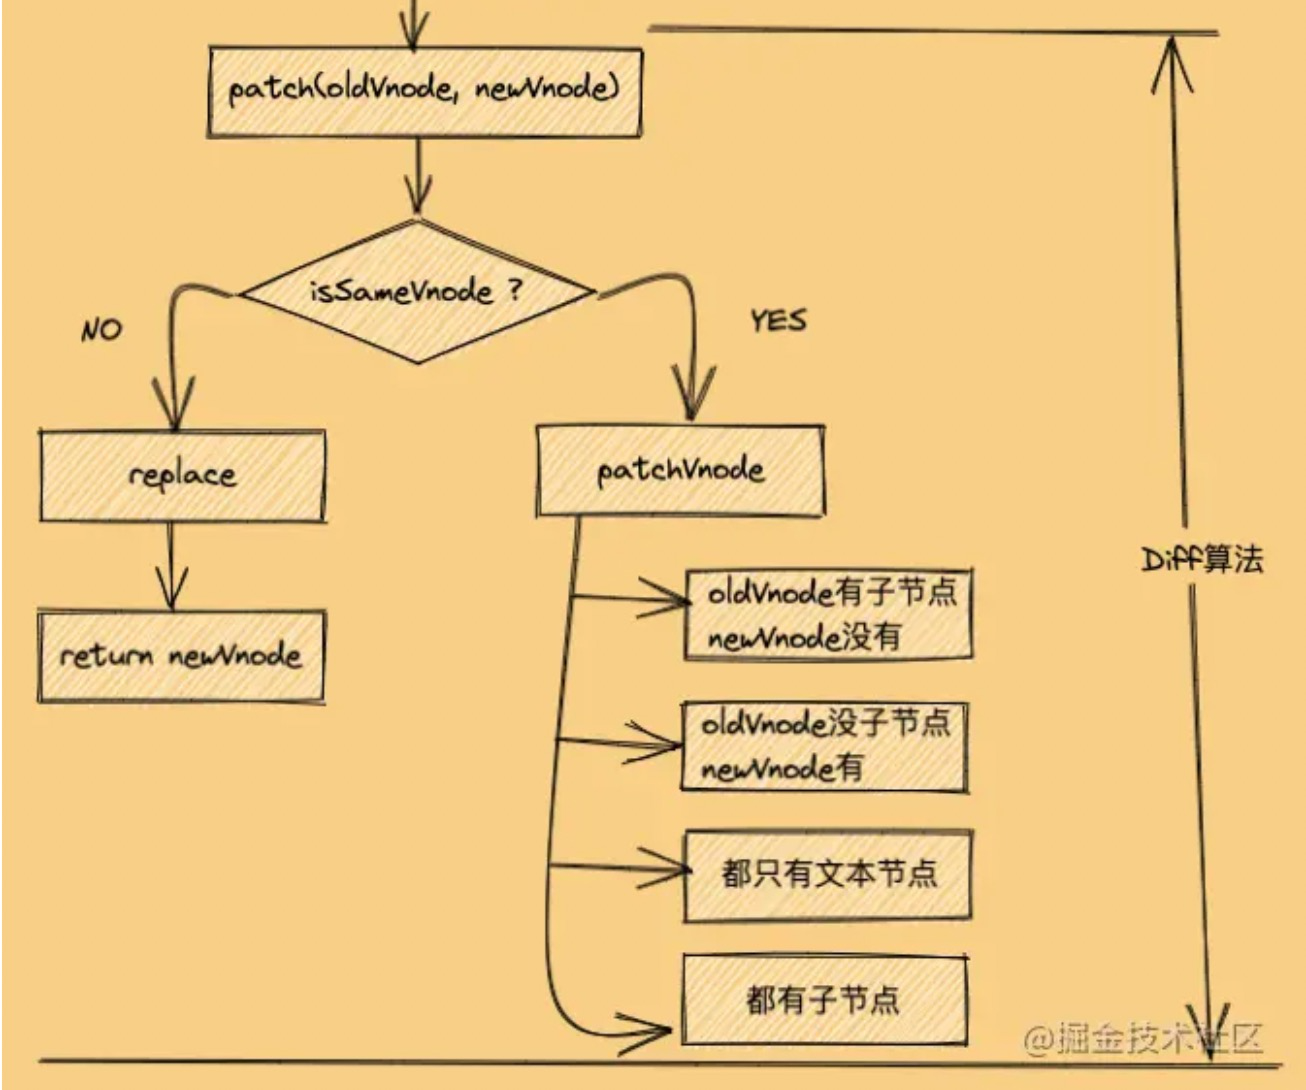 patch(oldVnode, newVnode)
isSameVnode ?
NO
YES
replace
patchVnode
return newVnode
oldVnode有子节点
newVnode没有
oldVnode没子节点
newVnode有
都只有文本节点
都有子节点
Diff算法
@掘金技术社区